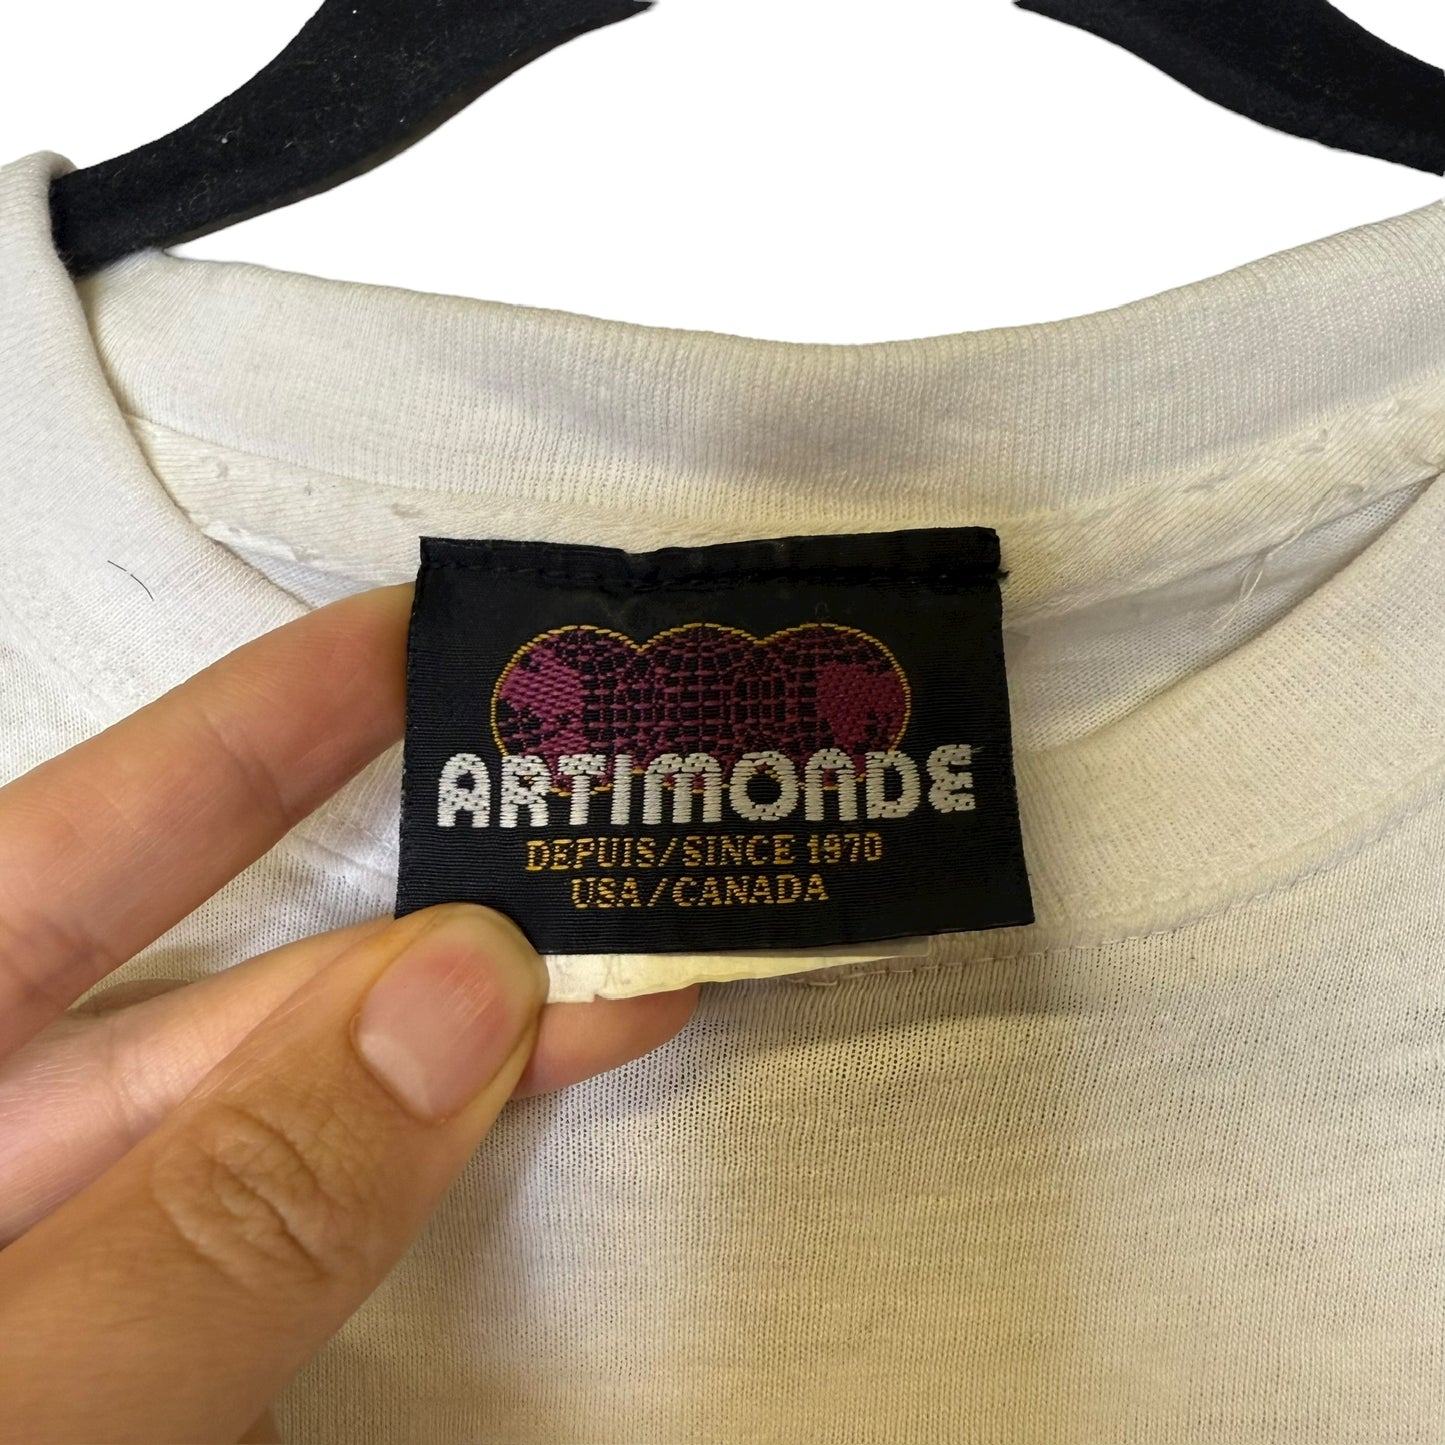 ARTIMONDE
DEPUIS/SINCE 1970
USA/CANADA